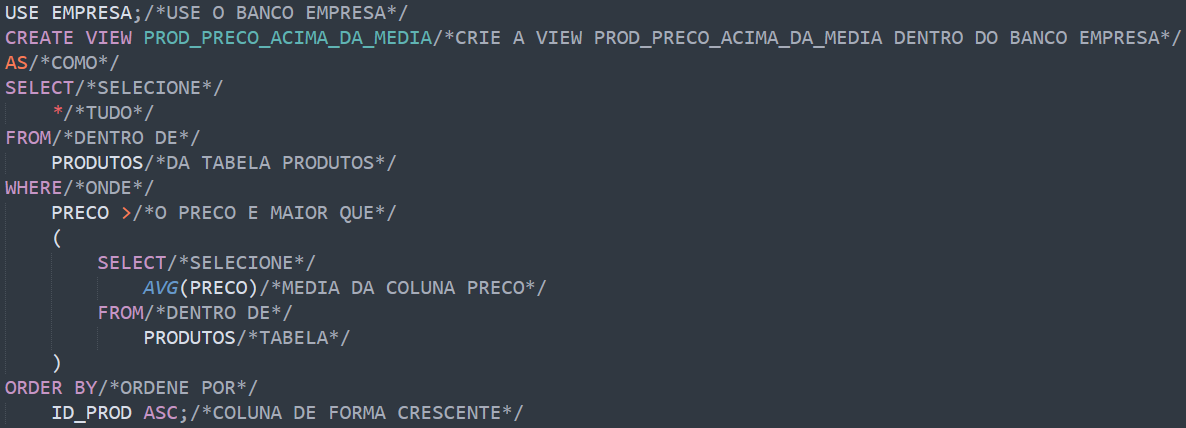 USE EMPRESA;/*USE O BANCO EMPRESA*/
CREATE VIEW PROD_PRECO_ACIMA_DA_MEDIA/*CRIE A VIEW PROD_PRECO_ACIMA_DA_MEDIA DENTRO DO BANCO EMPRESA*/
AS/*COMO*/
SELECT/*SELECIONE*/
    */*TUDO*/
FROM/*DENTRO DE*/
    PRODUTOS/*DA TABELA PRODUTOS*/
WHERE/*ONDE*/
    PRECO >/*O PRECO E MAIOR QUE*/
    (
        SELECT/*SELECIONE*/
            AVG(PRECO)/*MEDIA DA COLUNA PRECO*/
        FROM/*DENTRO DE*/
            PRODUTOS/*TABELA*/
    )
ORDER BY/*ORDENE POR*/
    ID_PROD ASC;/*COLUNA DE FORMA CRESCENTE*/